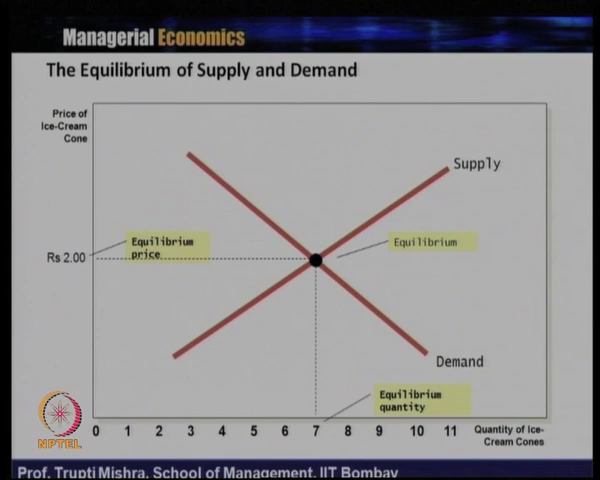 Managerial Economics
The Equilibrium of Supply and Demand
Price of
Ice-Cream
Cone
Supply
Equilibrium
price
Equilibrium
Rs 2.00
Demand
Equilibrium
quantity
0 1 2 3 4 5 6 7 8 9 10 11
Quantity of Ice-
Cream Cones
NPTEL
Prof. Trupti Mishra, School of Management, IIT Bombay